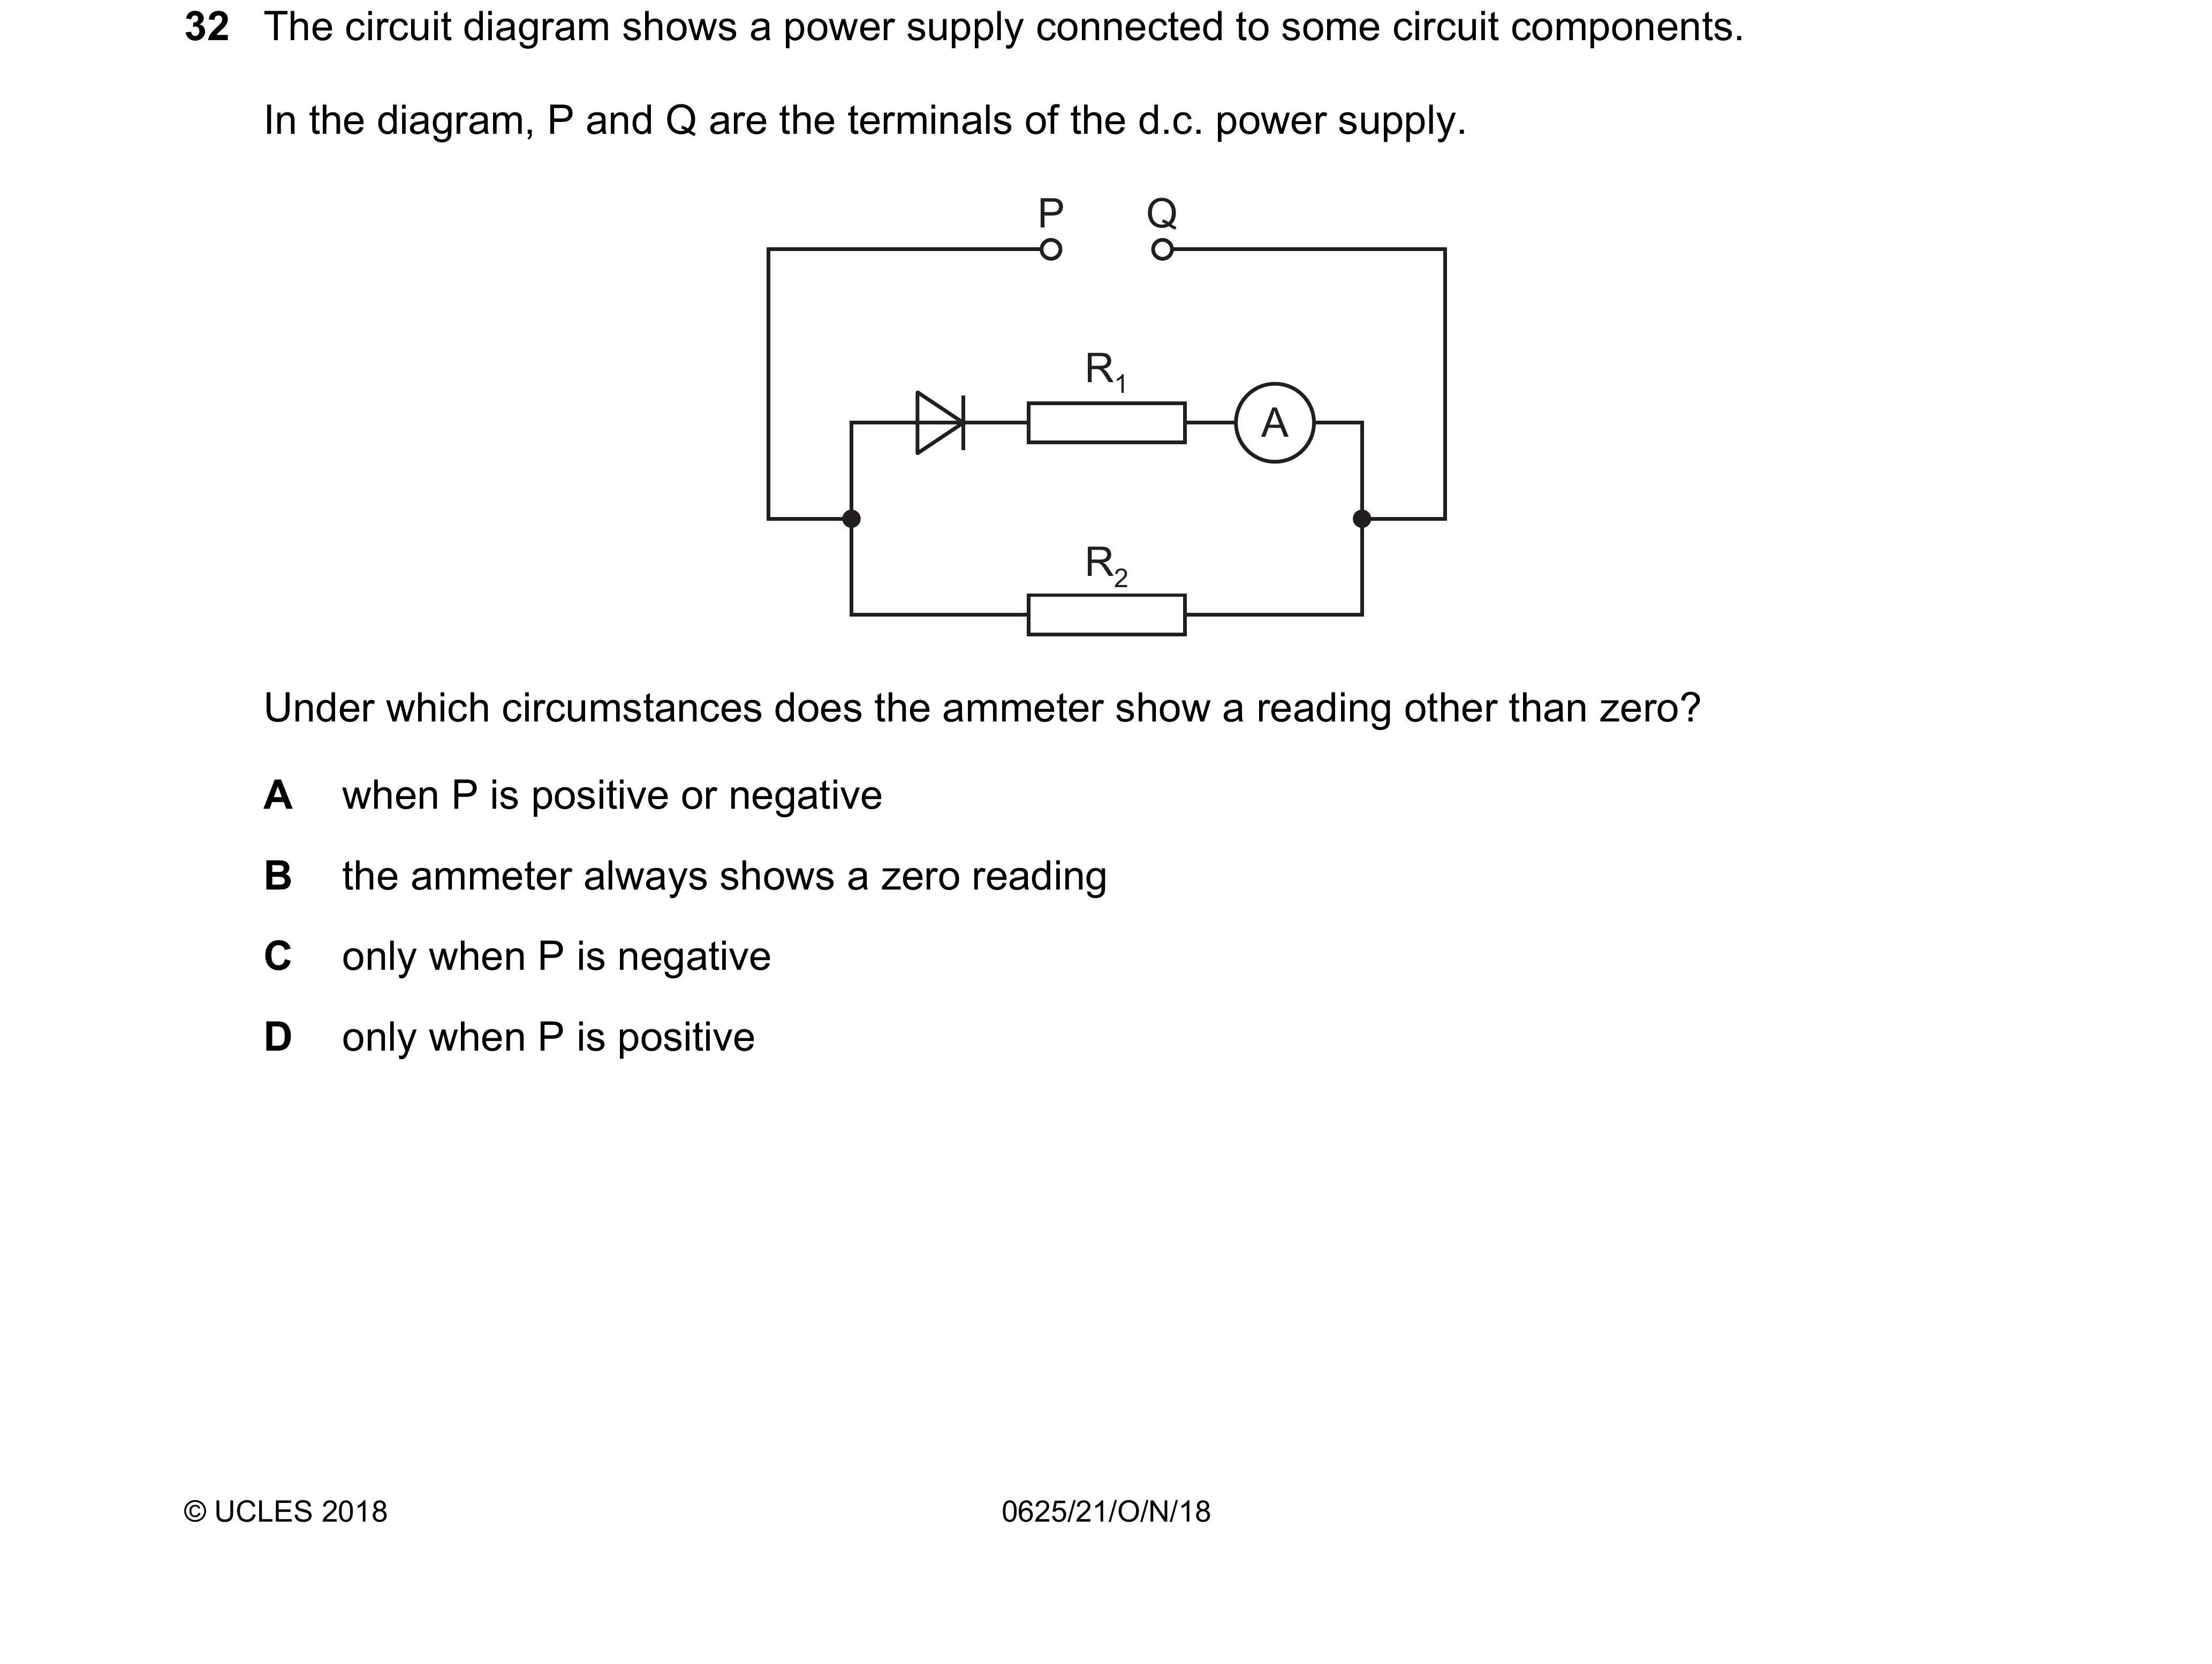 32 The circuit diagram shows a power supply connected to some circuit components.
In the diagram, P and Q are the terminals of the d.c. power supply.
P Q
R1
A
R2
Under which circumstances does the ammeter show a reading other than zero?
A when P is positive or negative
B the ammeter always shows a zero reading
C only when P is negative
D only when P is positive
© UCLES 2018 0625/21/O/N/18